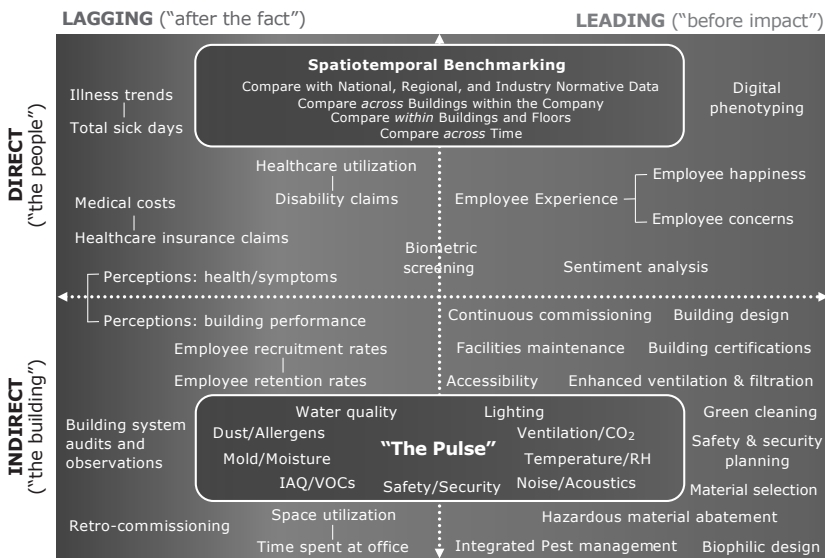 LAGGING (“after the fact”)
LEADING (“before impact”)
DIRECT
(“the people”)
Spatiotemporal Benchmarking
Compare with National, Regional, and Industry Normative Data
Compare across Buildings within the Company
Compare within Buildings and Floors
Compare across Time
Illness trends
Total sick days
Digital
phenotyping
Healthcare utilization
Disability claims
Medical costs
Healthcare insurance claims
Employee Experience
Employee happiness
Employee concerns
Biometric
screening
Sentiment analysis
Perceptions: health/symptoms
Perceptions: building performance
INDIRECT
(“the building”)
Employee recruitment rates
Employee retention rates
Continuous commissioning
Building design
Facilities maintenance
Building certifications
Accessibility
Enhanced ventilation & filtration
Building system
audits and
observations
Water quality
Lighting
Dust/Allergens
Ventilation/CO₂
“The Pulse”
Mold/Moisture
Temperature/RH
IAQ/VOCs
Safety/Security
Noise/Acoustics
Green cleaning
Safety & security
planning
Material selection
Retro-commissioning
Space utilization
Time spent at office
Hazardous material abatement
Integrated Pest management
Biophilic design